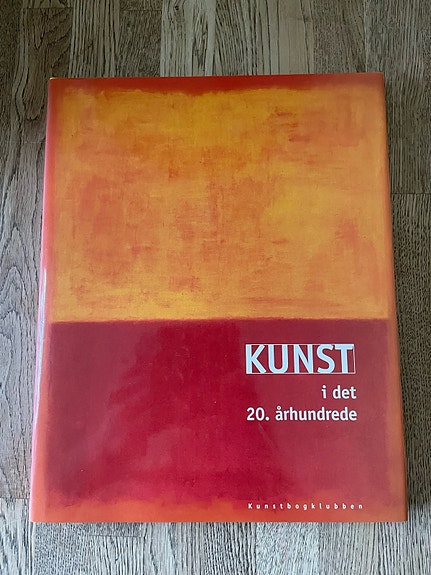 KUNST
i det
20. århundrede
Kunstbogklubben